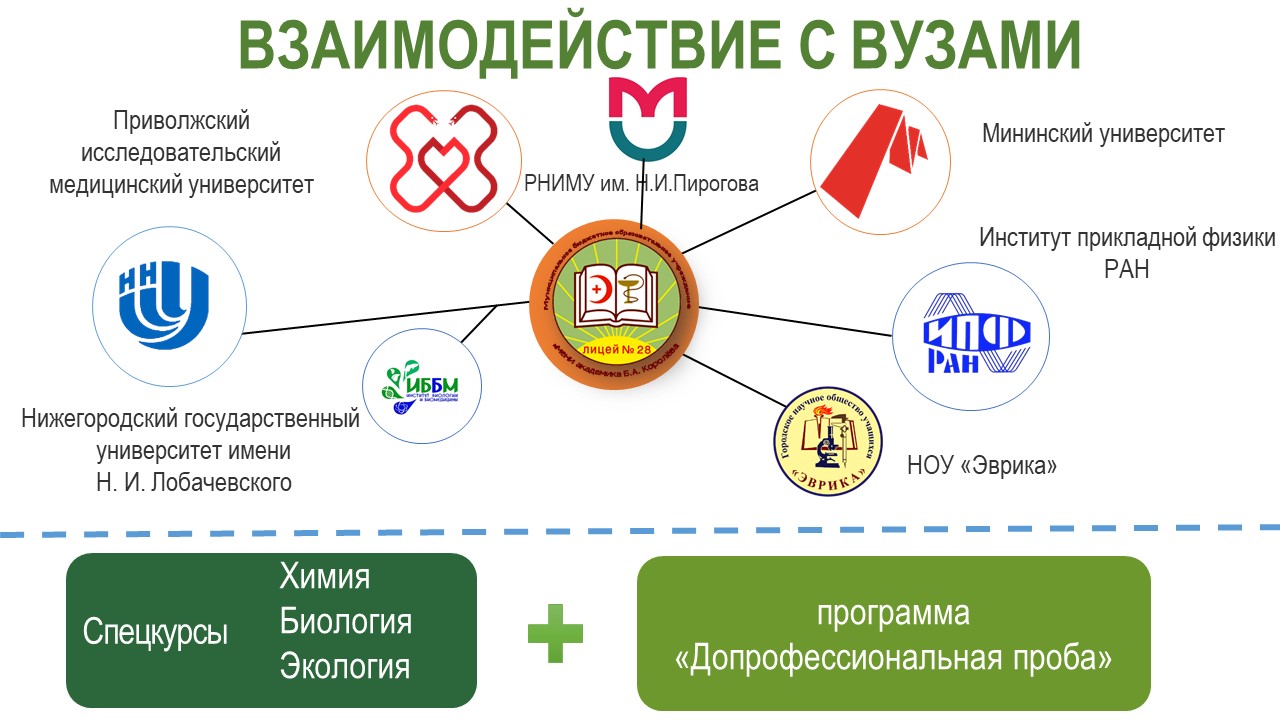 ВЗАИМОДЕЙСТВИЕ С ВУЗАМИ
Приволжский
исследовательский
медицинский университет
РНИМУ им. Н.И.Пирогова
Мининский университет
Институт прикладной физики
РАН
ННГУ
Муниципальное бюджетное образовательное учреждение
ЛИЦЕЙ № 28
имени академика Б.А. Королёва
ИПФ
РАН
ИББМ
ИНСТИТУТ БИОЛОГИИ
И БИОМЕДИЦИНЫ
Нижегородский государственный
университет имени
Н. И. Лобачевского
Городское научное общество учащихся
«ЭВРИКА»
НОУ «Эврика»
Спецкурсы
Химия
Биология
Экология
программа
«Допрофессиональная проба»